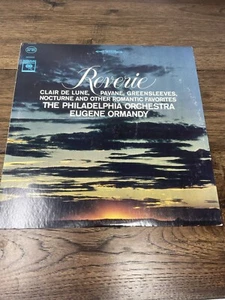 Reverie
CLAIR DE LUNE, PAVANE, GREENSLEEVES,
NOCTURNE AND OTHER ROMANTIC FAVORITES
THE PHILADELPHIA ORCHESTRA
EUGENE ORMANDY